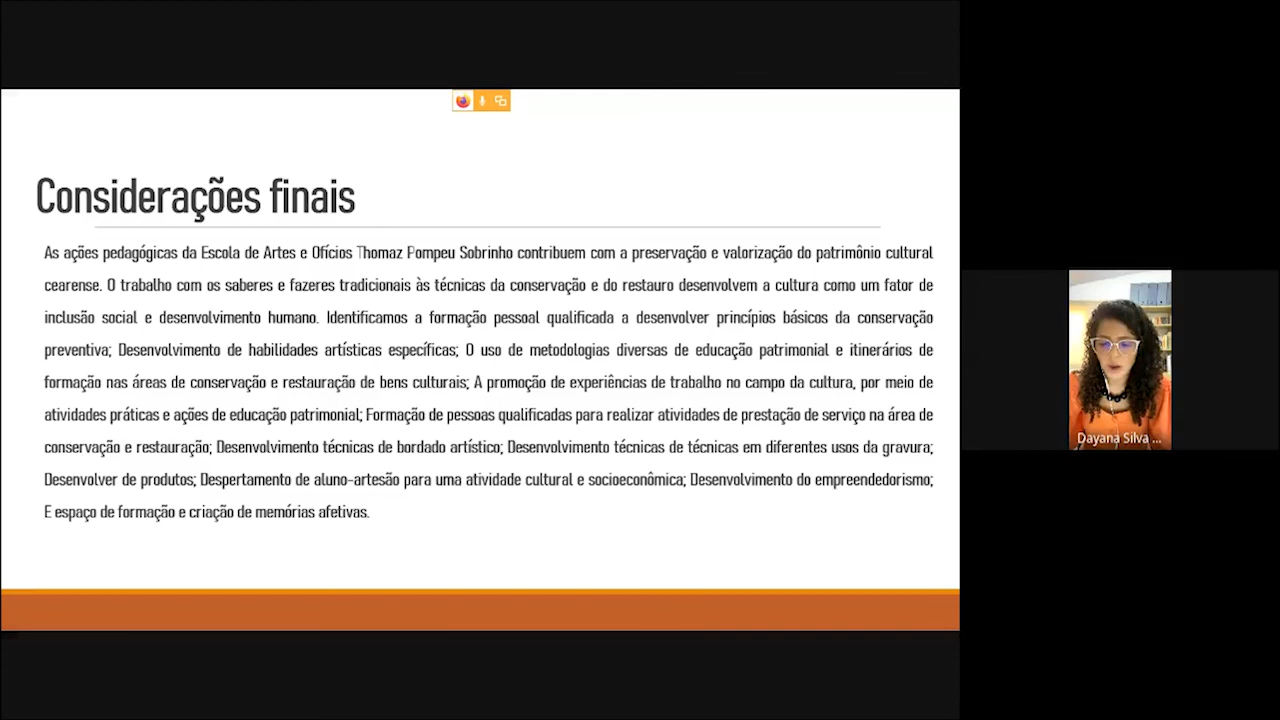 Considerações finais
As ações pedagógicas da Escola de Artes e Ofícios Thomaz Pompeu Sobrinho contribuem com a preservação e valorização do patrimônio cultural
cearense. O trabalho com os saberes e fazeres tradicionais às técnicas da conservação e do restauro desenvolvem a cultura como um fator de
inclusão social e desenvolvimento humano. Identificamos a formação pessoal qualificada a desenvolver princípios básicos da conservação
preventiva; Desenvolvimento de habilidades artísticas específicas; O uso de metodologias diversas de educação patrimonial e itinerários de
formação nas áreas de conservação e restauração de bens culturais; A promoção de experiências de trabalho no campo da cultura, por meio de
atividades práticas e ações de educação patrimonial; Formação de pessoas qualificadas para realizar atividades de prestação de serviço na área de
conservação e restauração; Desenvolvimento técnicas de bordado artístico; Desenvolvimento técnicas de técnicas em diferentes usos da gravura;
Desenvolver de produtos; Despertamento de aluno-artesão para uma atividade cultural e socioeconômica; Desenvolvimento do empreendedorismo;
E espaço de formação e criação de memórias afetivas.
Dayana Silva ...